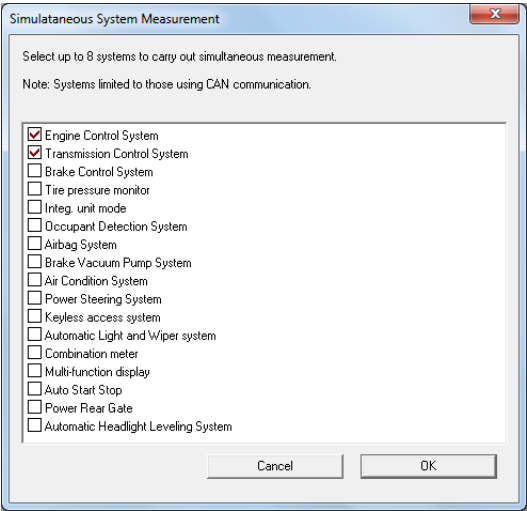 Simulataneous System Measurement
Select up to 8 systems to carry out simultaneous measurement.
Note: Systems limited to those using CAN communication.
Engine Control System
Transmission Control System
Brake Control System
Tire pressure monitor
Integ. unit mode
Occupant Detection System
Airbag System
Brake Vacuum Pump System
Air Condition System
Power Steering System
Keyless access system
Automatic Light and Wiper system
Combination meter
Multi-function display
Auto Start Stop
Power Rear Gate
Automatic Headlight Leveling System
Cancel OK